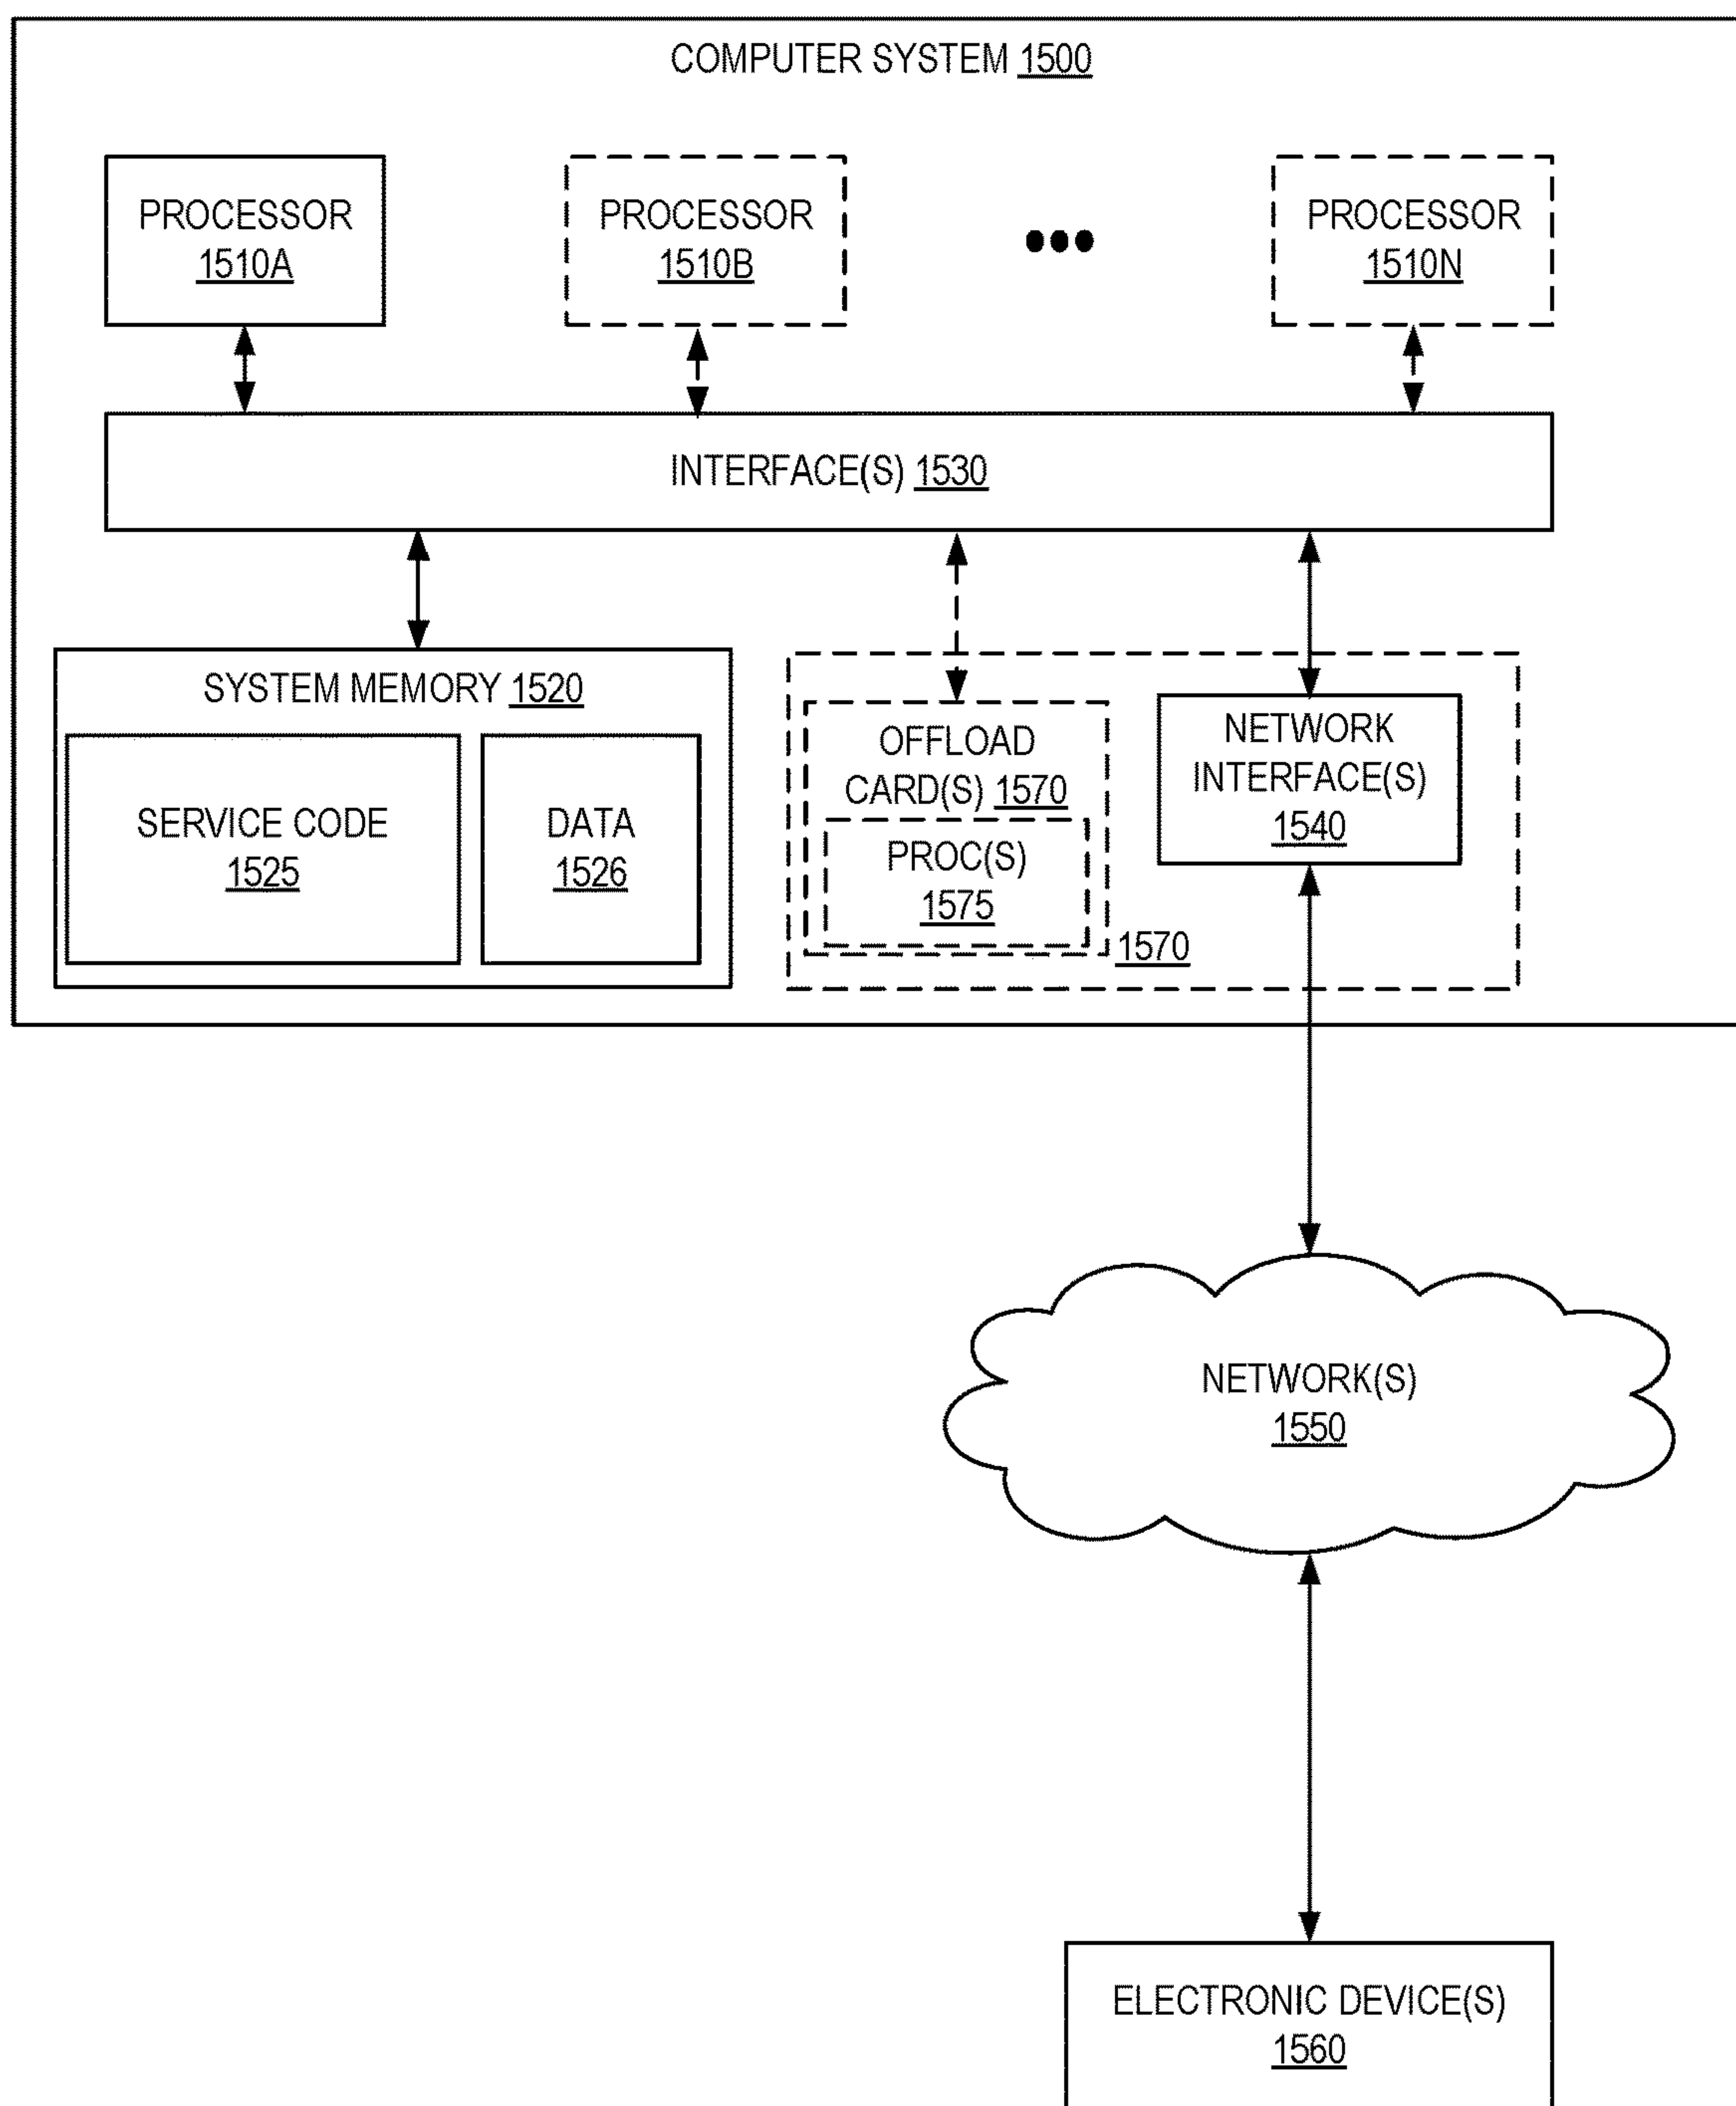 COMPUTER SYSTEM 1500
PROCESSOR
1510A
PROCESSOR
1510B
PROCESSOR
1510N
INTERFACE(S) 1530
SYSTEM MEMORY 1520
SERVICE CODE
1525
DATA
1526
OFFLOAD
CARD(S) 1570
PROC(S)
1575
1570
NETWORK
INTERFACE(S)
1540
NETWORK(S)
1550
ELECTRONIC DEVICE(S)
1560